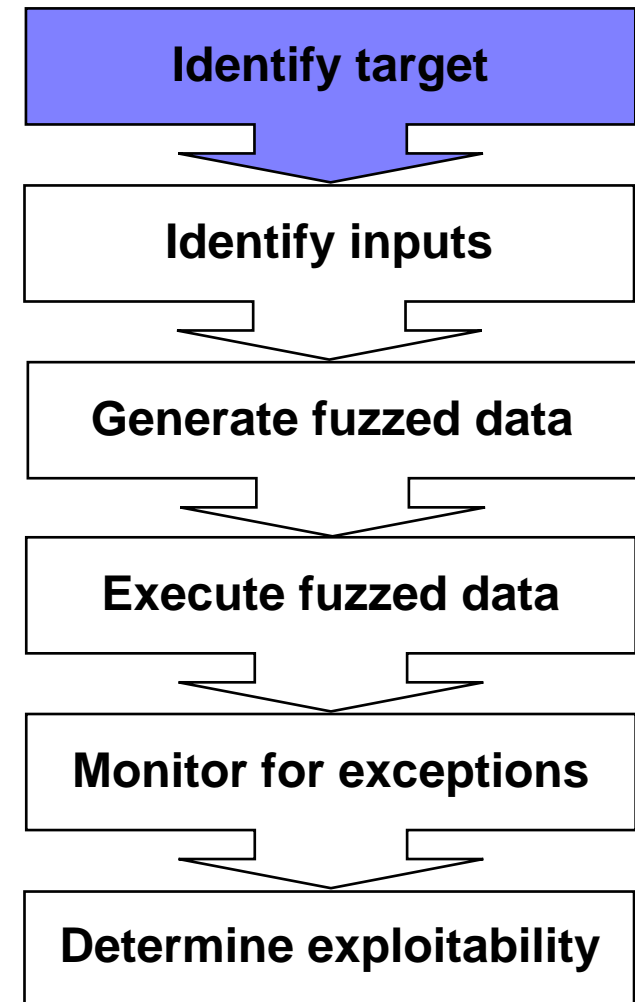 Identify target
Identify inputs
Generate fuzzed data
Execute fuzzed data
Monitor for exceptions
Determine exploitability